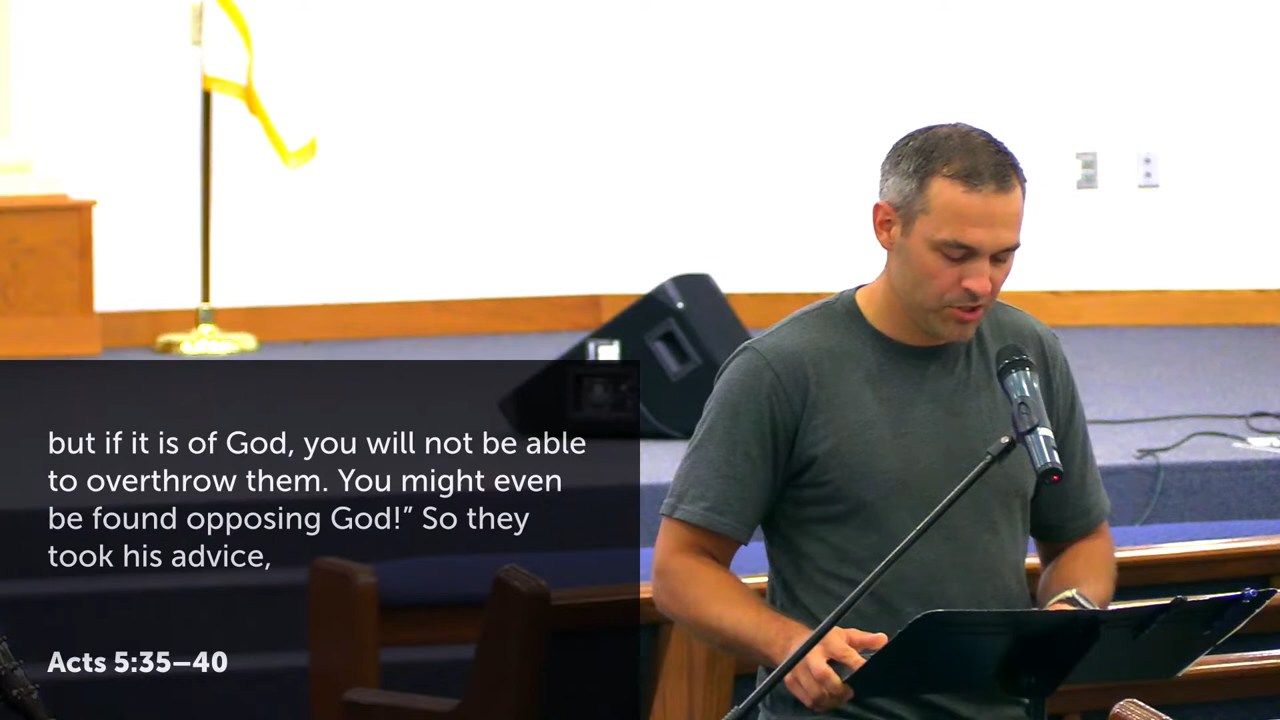 but if it is of God, you will not be able
to overthrow them. You might even
be found opposing God!” So they
took his advice,
Acts 5:35–40